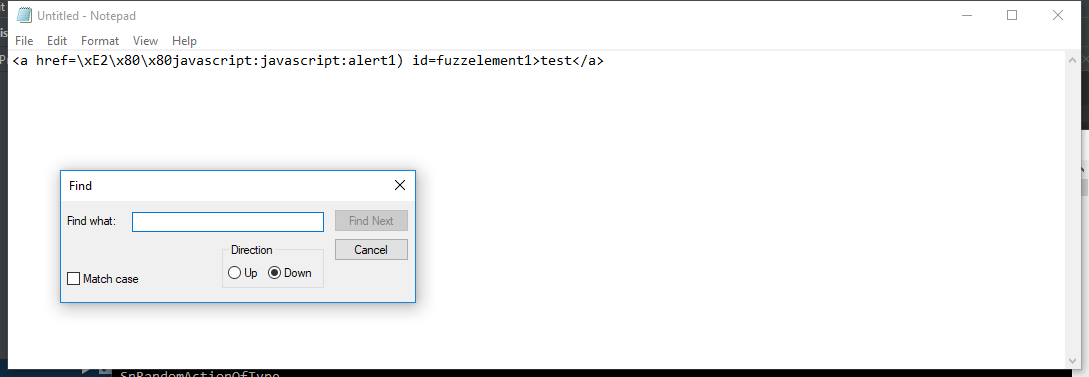 Untitled - Notepad
File Edit Format View Help
<a href=\xE2\x80\x80javascript:javascript:alert1) id=fuzzelement1>test</a>
Find
Find what:
Find Next
Direction
Cancel
Up Down
Match case
SpRandomActionOfType